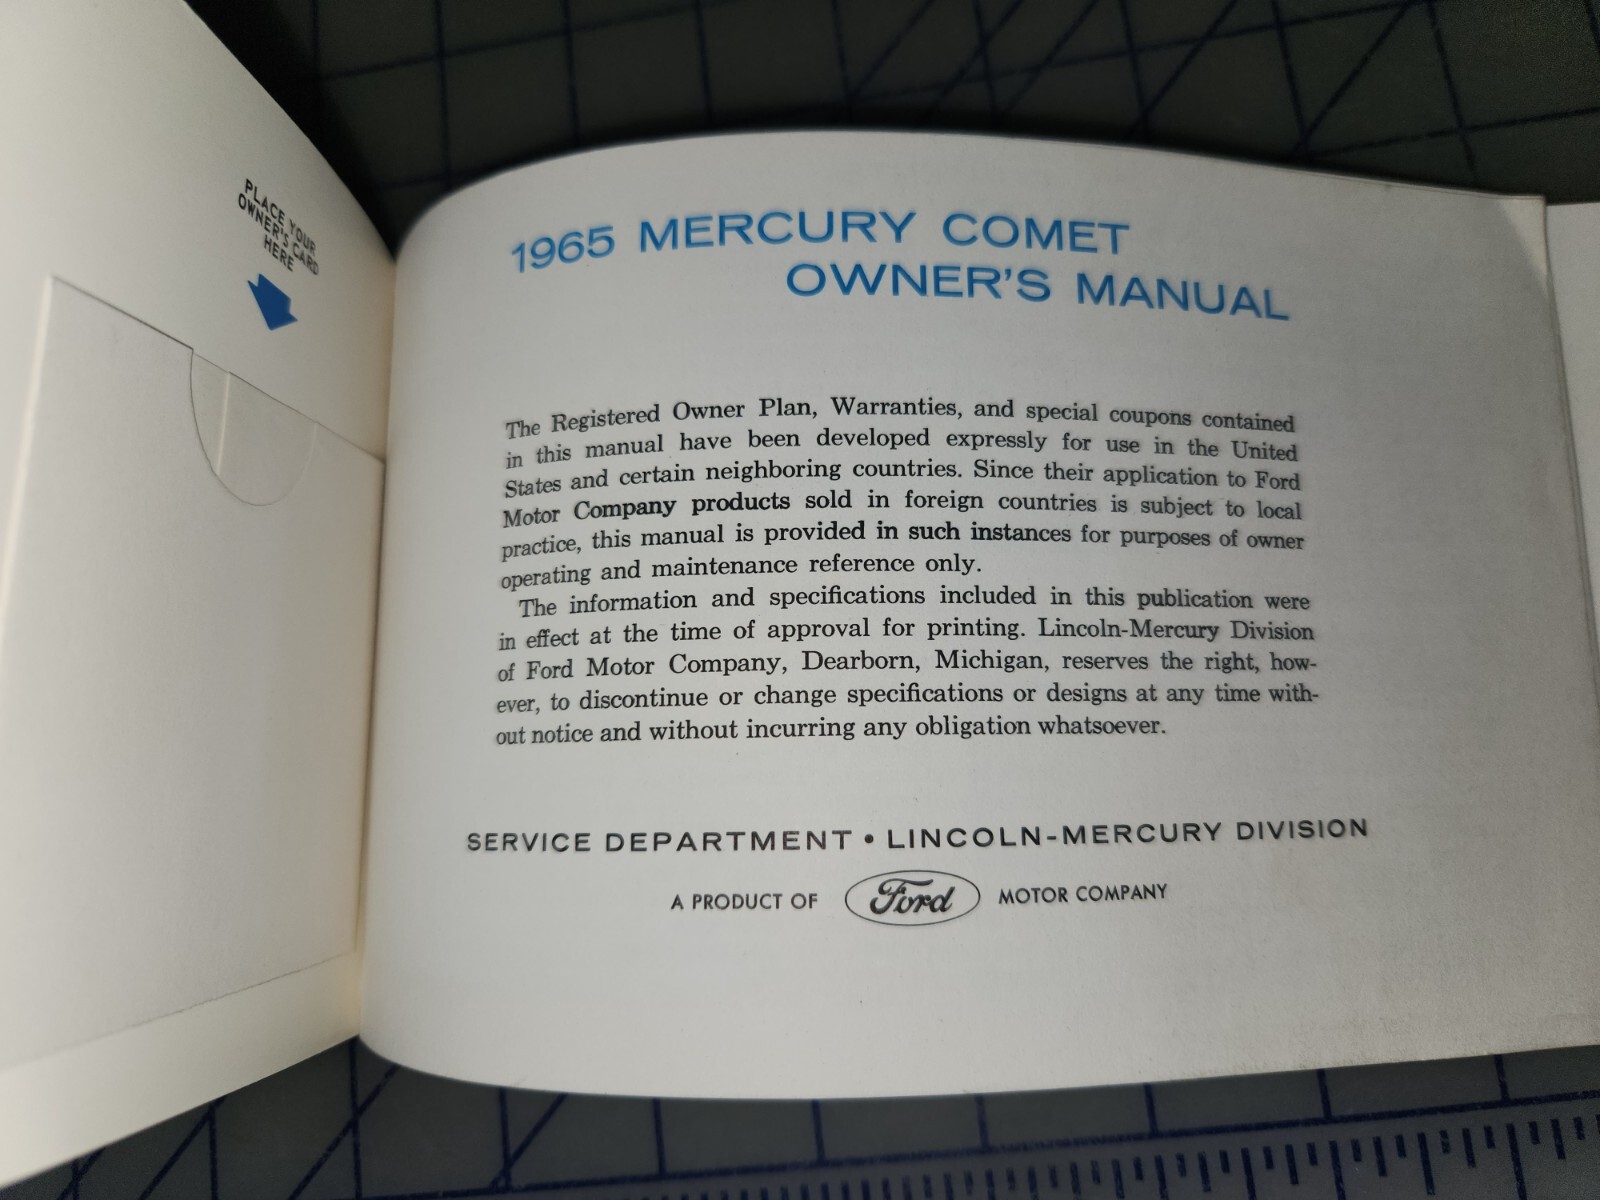 PLACE YOUR
OWNER'S CARD
HERE
1965 MERCURY COMET
OWNER'S MANUAL
The Registered Owner Plan, Warranties, and special coupons contained
in this manual have been developed expressly for use in the United
States and certain neighboring countries. Since their application to Ford
Motor Company products sold in foreign countries is subject to local
practice, this manual is provided in such instances for purposes of owner
operating and maintenance reference only.
The information and specifications included in this publication were
in effect at the time of approval for printing. Lincoln-Mercury Division
of Ford Motor Company, Dearborn, Michigan, reserves the right, how-
ever, to discontinue or change specifications or designs at any time with-
out notice and without incurring any obligation whatsoever.
SERVICE DEPARTMENT • LINCOLN-MERCURY DIVISION
A PRODUCT OF Ford MOTOR COMPANY